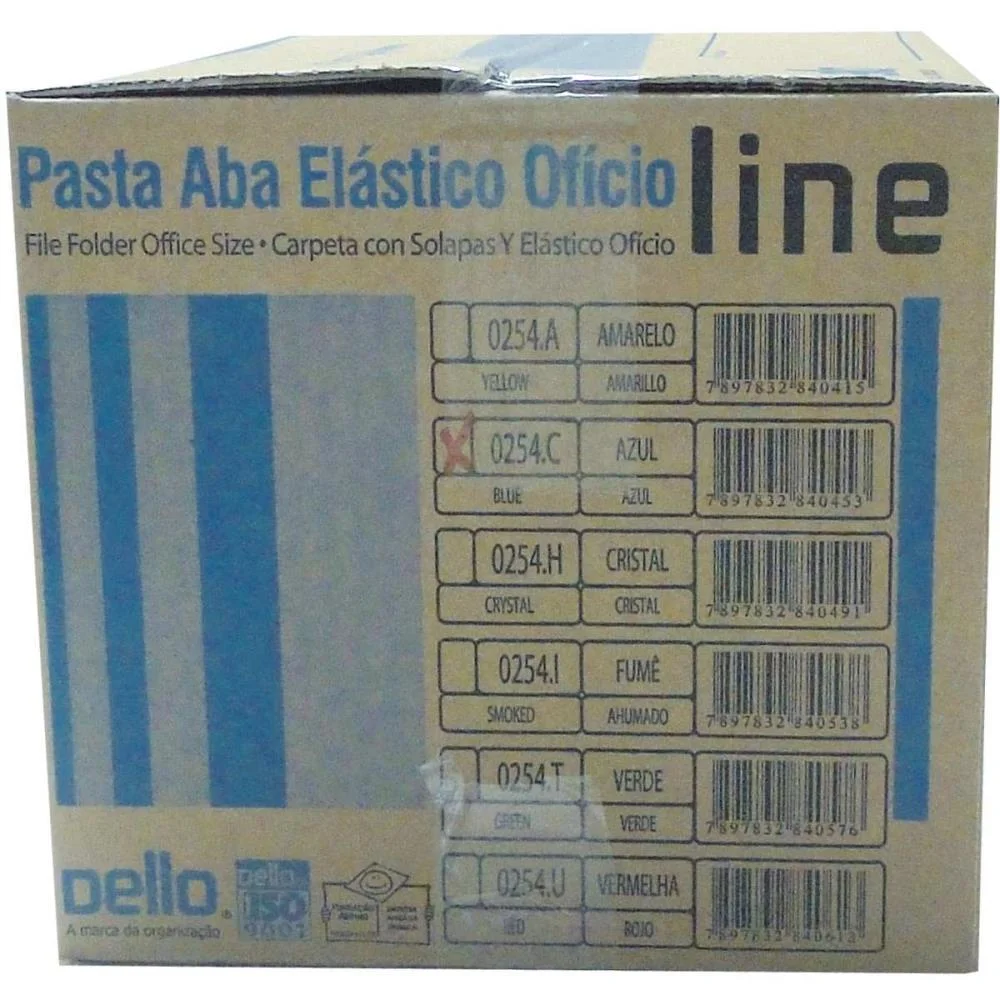 Pasta Aba Elástico Ofício line
File Folder Office Size • Carpeta con Solapas Y Elástico Ofício
0254.A AMARELO
YELLOW AMARILLO
7 897832 840415
X 0254.C AZUL
BLUE AZUL
7 897832 840453
0254.H CRISTAL
CRYSTAL CRISTAL
7 897832 840491
0254.I FUMÊ
SMOKED AHUMADO
7 897832 840538
0254.T VERDE
GREEN VERDE
7 897832 840576
0254.U VERMELHA
RED ROJO
7 897832 840613
Dello®
A marca da organização
Dello
ISO
9001
FUNDAÇÃO
ABRINQ